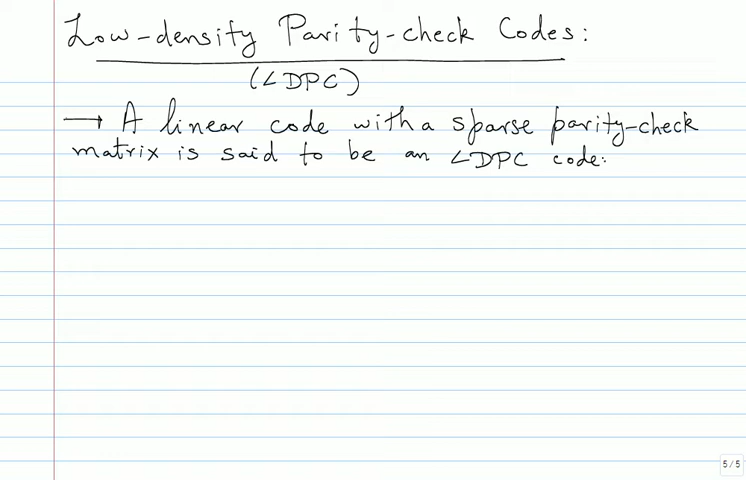 Low-density Parity-check Codes:
(LDPC)
→ A linear code with a sparse parity-check
matrix is said to be an LDPC code.
5/5